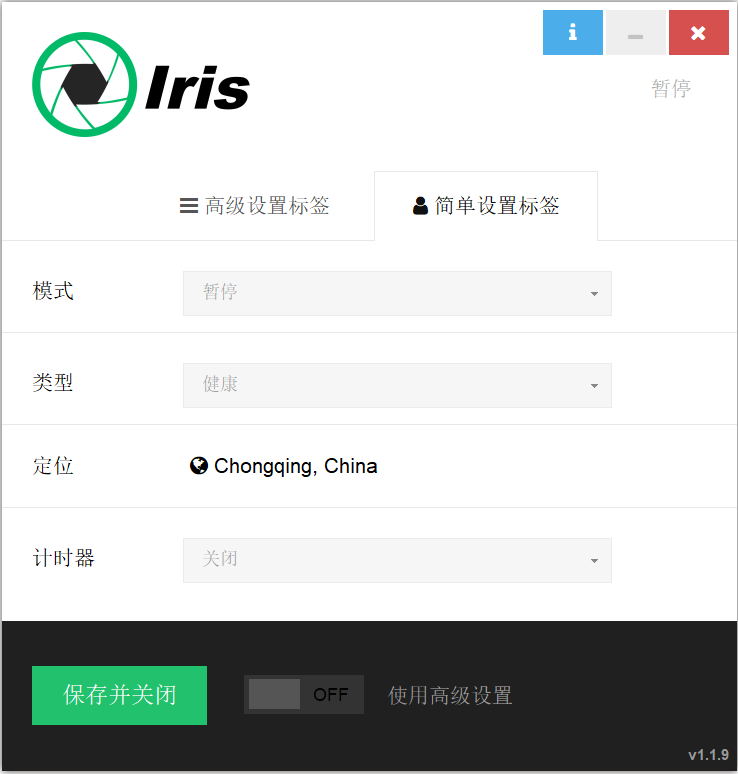 Iris
暂停
高级设置标签
简单设置标签
模式
暂停
类型
健康
定位
Chongqing, China
计时器
关闭
保存并关闭
OFF
使用高级设置
v1.1.9